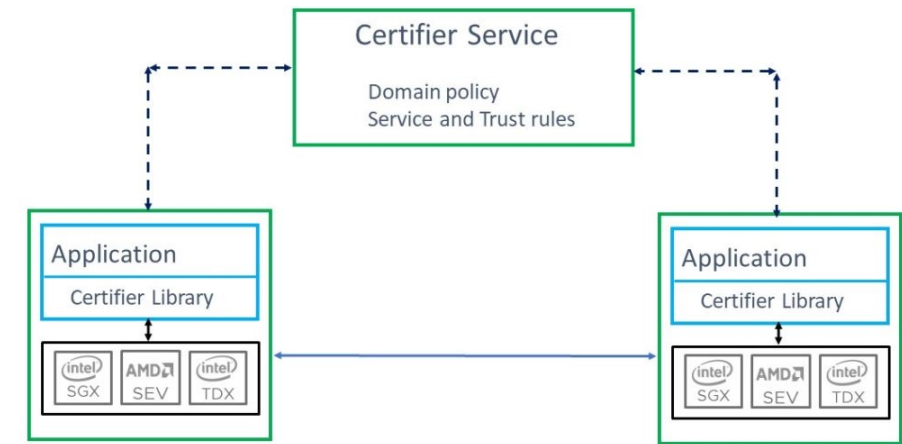 Certifier Service
Domain policy
Service and Trust rules
Application
Certifier Library
intel SGX
AMD SEV
intel TDX
Application
Certifier Library
intel SGX
AMD SEV
intel TDX